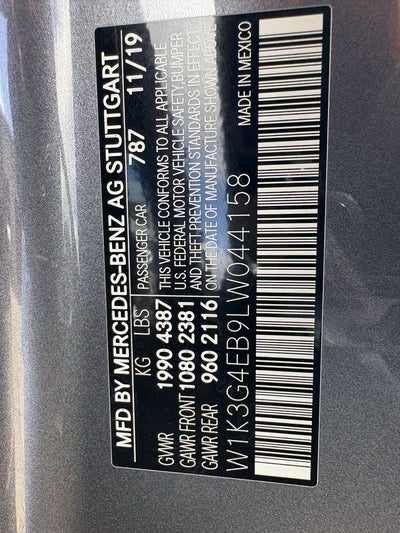 MFD BY MERCEDES-BENZ AG STUTTGART
KG LBS PASSENGER CAR 787 11/19
GVWR 1990 4387
GAWR FRONT 1080 2381
GAWR REAR 960 2116
THIS VEHICLE CONFORMS TO ALL APPLICABLE
U.S. FEDERAL MOTOR VEHICLE SAFETY BUMPER
AND THEFT PREVENTION STANDARDS IN EFFECT
ON THE DATE OF MANUFACTURE SHOWN ABOVE
W1K3G4EB9LW044158
MADE IN MEXICO